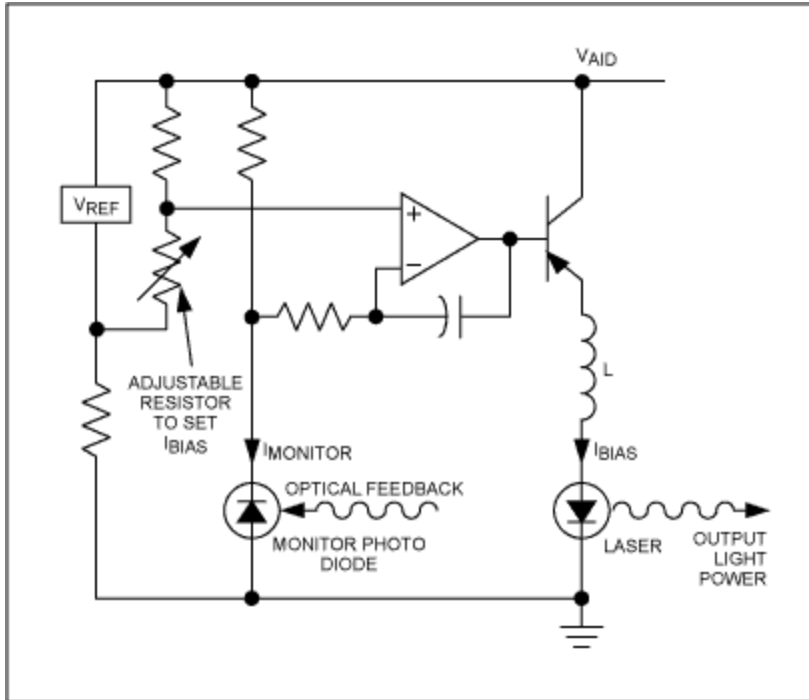 VAID
VREF
+
−
ADJUSTABLE
RESISTOR
TO SET
IBIAS
L
IMONITOR
OPTICAL FEEDBACK
MONITOR PHOTO
DIODE
IBIAS
LASER
OUTPUT
LIGHT
POWER